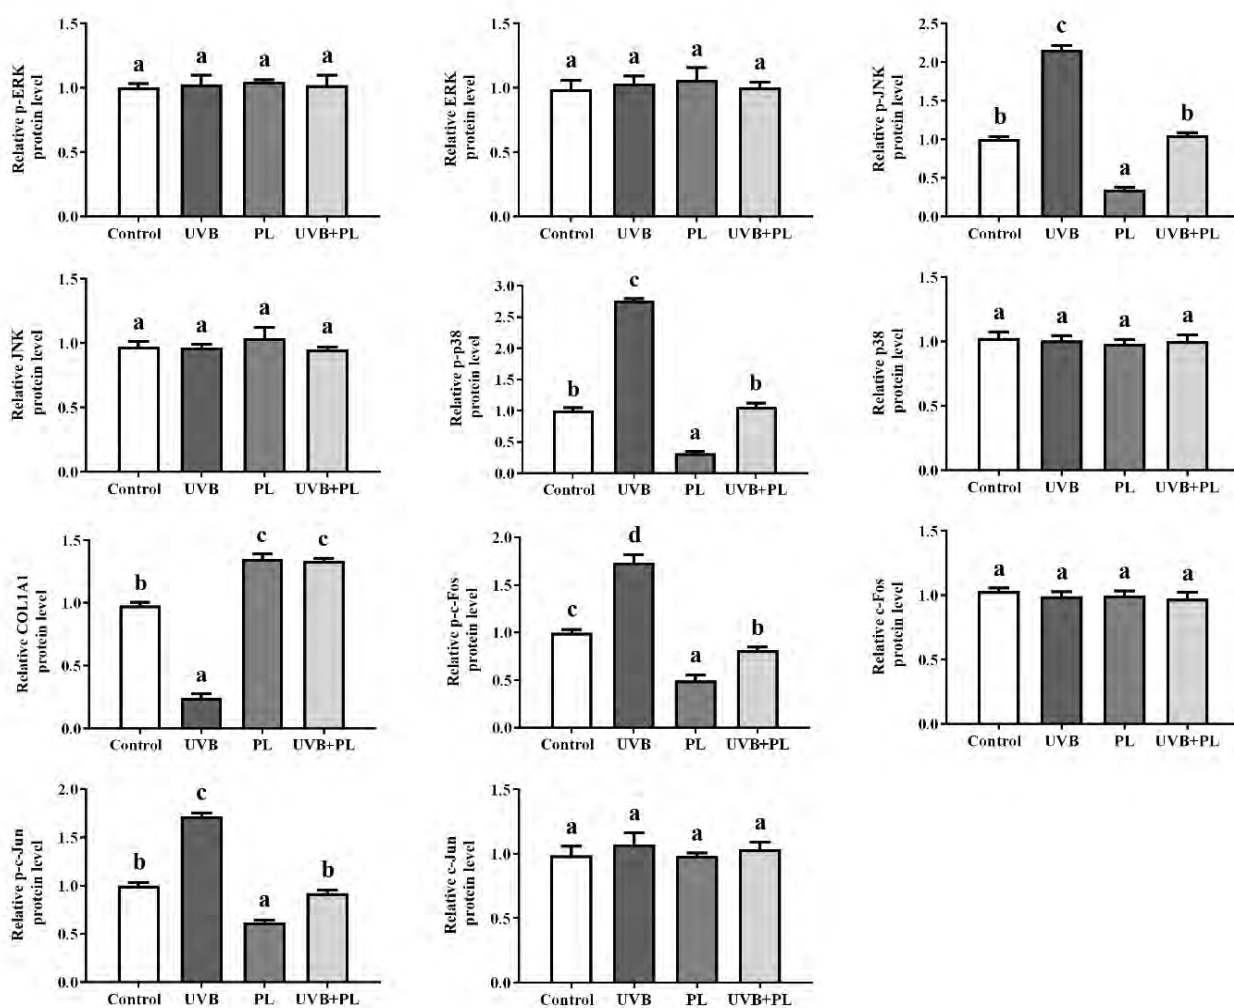 Relative p-ERK
protein level
1.5
1.0
0.5
0.0
a a a a
Control UVB PL UVB+PL
Relative ERK
protein level
1.5
1.0
0.5
0.0
a a a a
Control UVB PL UVB+PL
Relative p-JNK
protein level
2.5
2.0
1.5
1.0
0.5
0.0
b c a b
Control UVB PL UVB+PL
Relative JNK
protein level
1.5
1.0
0.5
0.0
a a a a
Control UVB PL UVB+PL
Relative p-p38
protein level
3.0
2.5
2.0
1.5
1.0
0.5
0.0
b c a b
Control UVB PL UVB+PL
Relative p38
protein level
1.5
1.0
0.5
0.0
a a a a
Control UVB PL UVB+PL
Relative COL1A1
protein level
1.5
1.0
0.5
0.0
b a c c
Control UVB PL UVB+PL
Relative p-c-Fos
protein level
2.0
1.5
1.0
0.5
0.0
c d a b
Control UVB PL UVB+PL
Relative c-Fos
protein level
1.5
1.0
0.5
0.0
a a a a
Control UVB PL UVB+PL
Relative p-c-Jun
protein level
2.0
1.5
1.0
0.5
0.0
b c a b
Control UVB PL UVB+PL
Relative c-Jun
protein level
1.5
1.0
0.5
0.0
a a a a
Control UVB PL UVB+PL